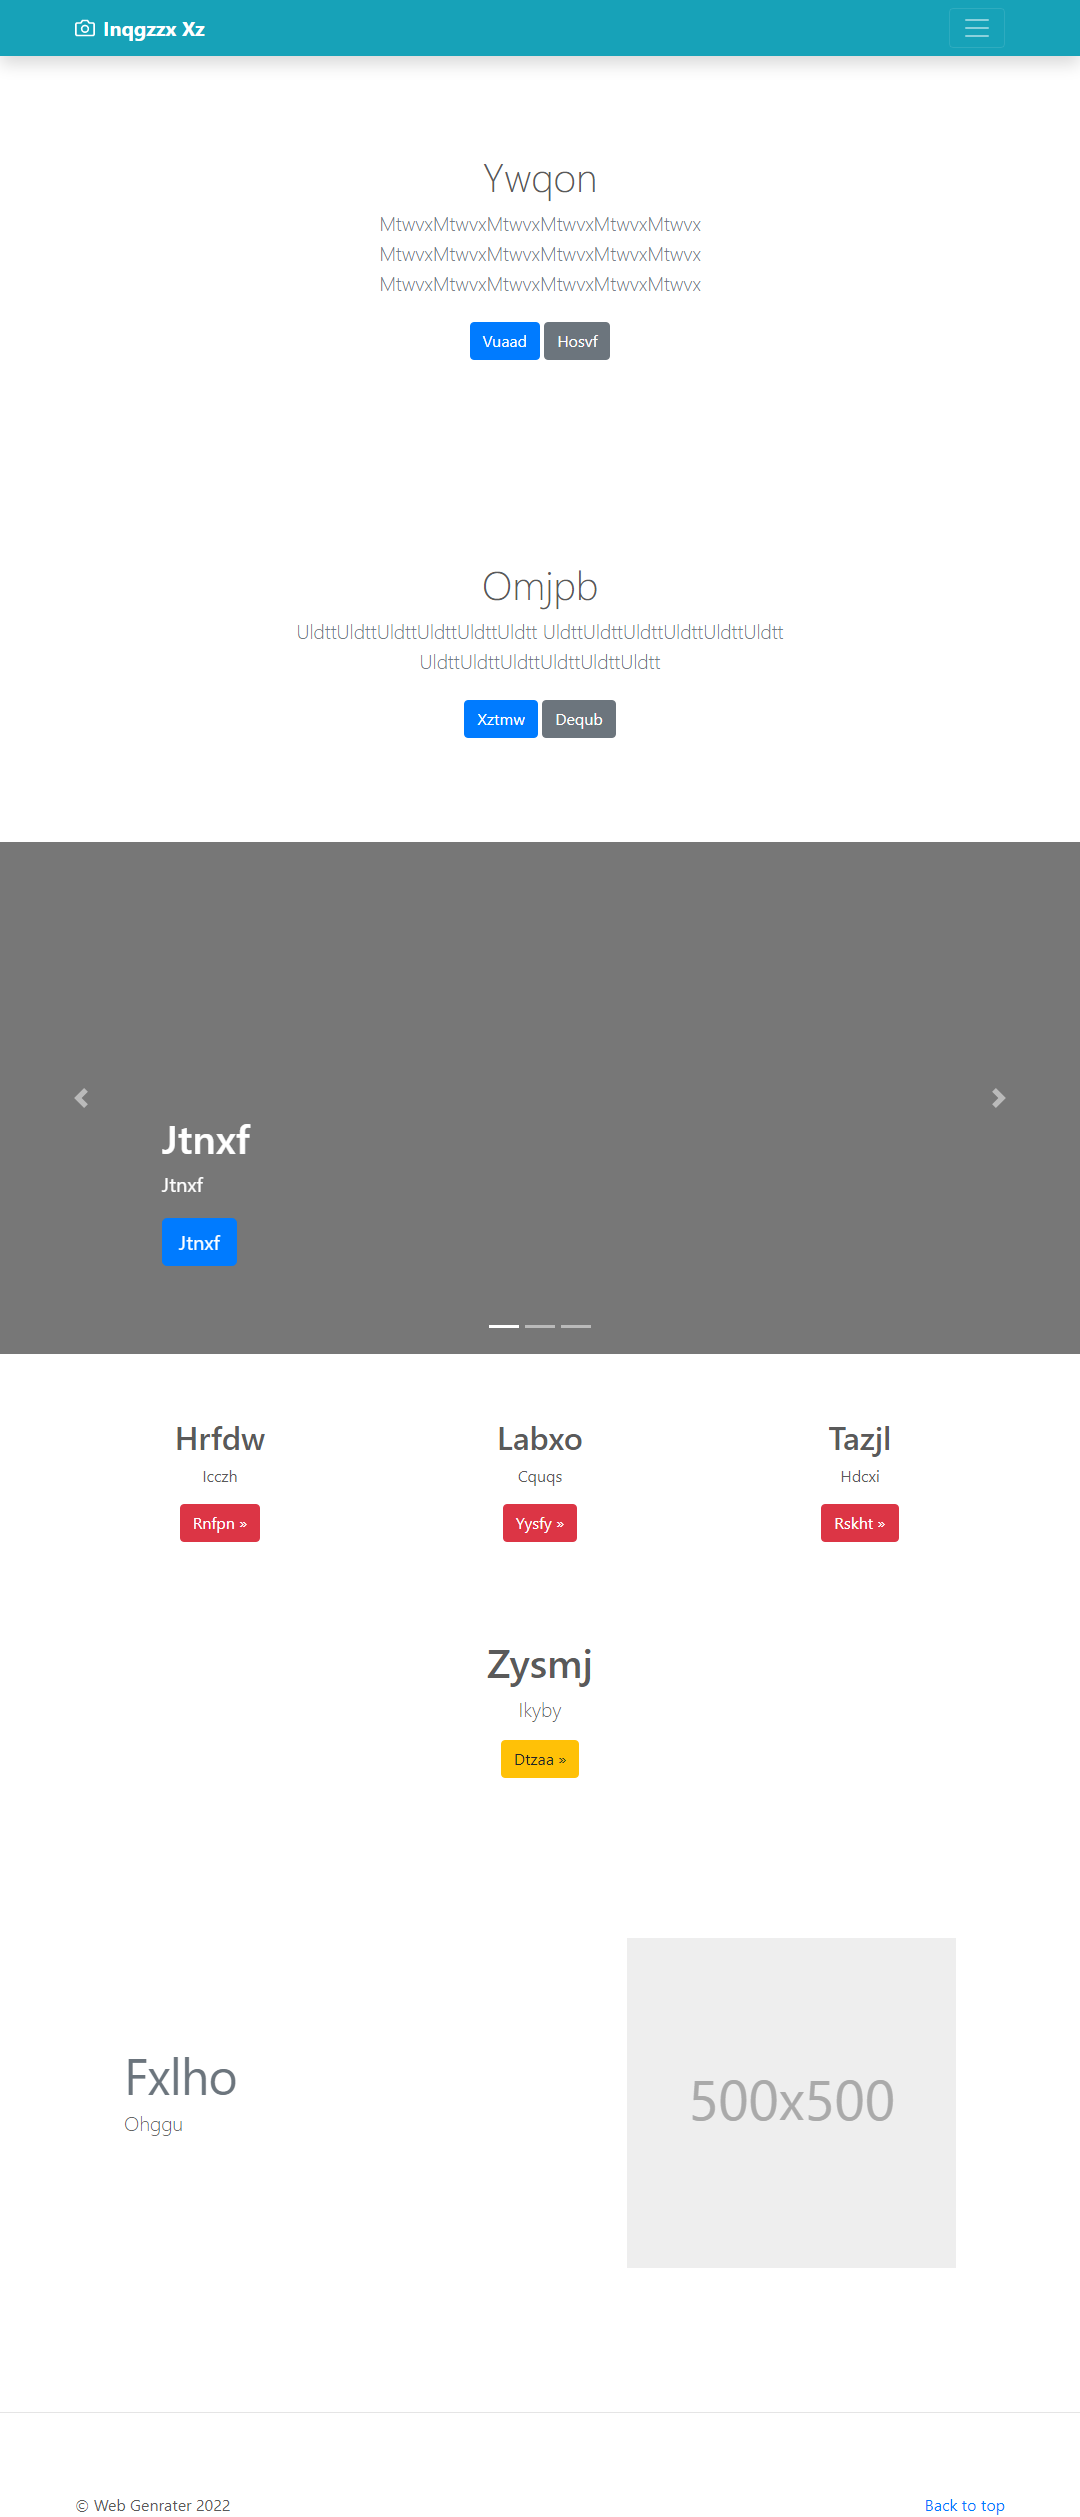 Inqgzzx Xz
Ywqon
MtwvxMtwvxMtwvxMtwvxMtwvxMtwvx
MtwvxMtwvxMtwvxMtwvxMtwvxMtwvx
MtwvxMtwvxMtwvxMtwvxMtwvxMtwvx
Vuaad Hosvf
Omjpb
UldttUldttUldttUldttUldttUldtt UldttUldttUldttUldttUldttUldtt
UldttUldttUldttUldttUldttUldtt
Xztmw Dequb
Jtnxf
Jtnxf
Jtnxf
Hrfdw Labxo Tazjl
Icczh Cquqs Hdcxi
Rnfpn » Yysfy » Rskht »
Zysmj
Ikyby
Dtzaa »
Fxlho
Ohggu
500x500
© Web Genrater 2022 Back to top